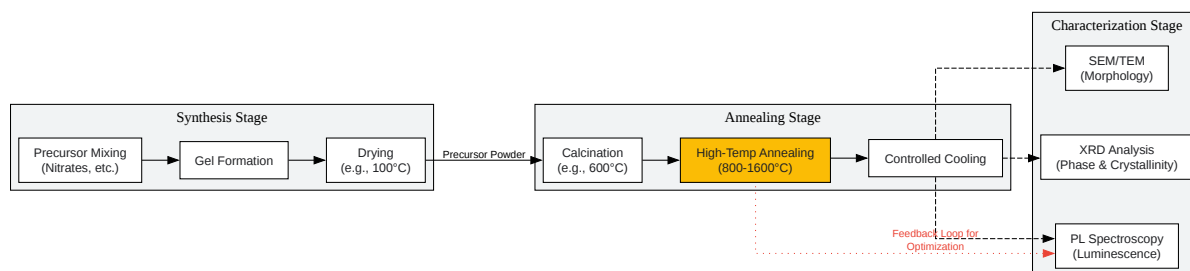 Synthesis Stage
Precursor Mixing
(Nitrates, etc.)
Gel Formation
Drying
(e.g., 100°C)
Precursor Powder
Annealing Stage
Calcination
(e.g., 600°C)
High-Temp Annealing
(800-1600°C)
Controlled Cooling
Feedback Loop for
Optimization
Characterization Stage
SEM/TEM
(Morphology)
XRD Analysis
(Phase & Crystallinity)
PL Spectroscopy
(Luminescence)